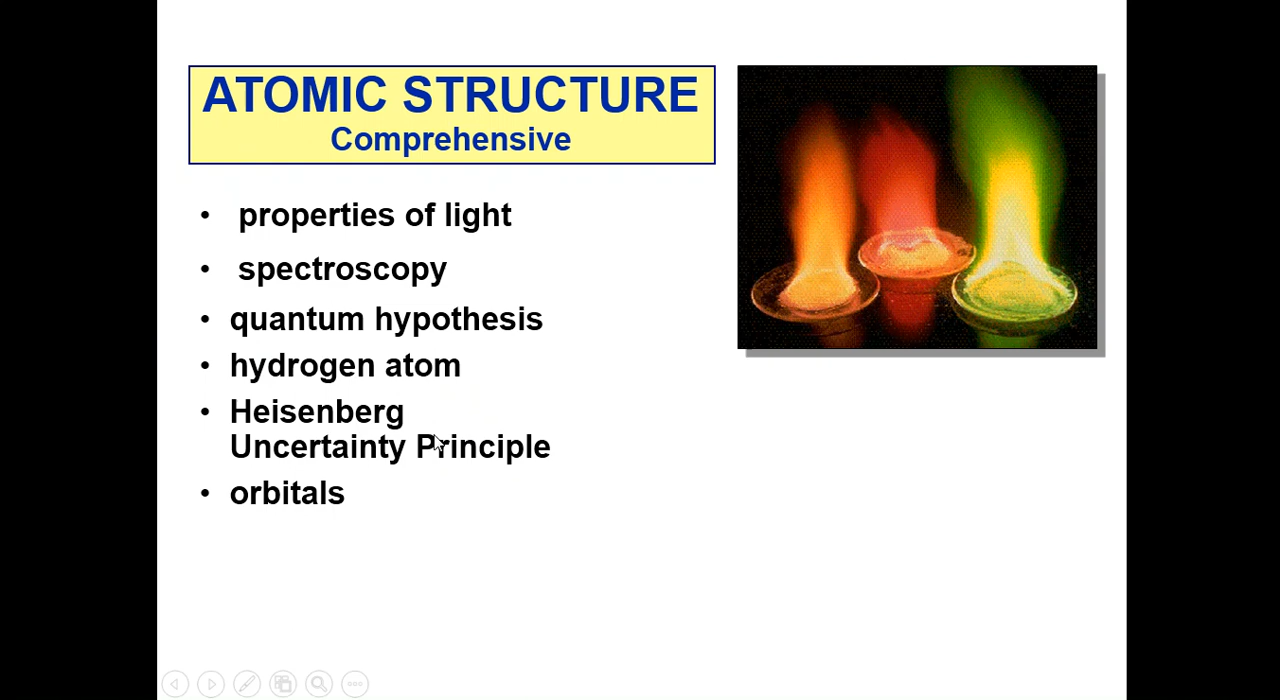 ATOMIC STRUCTURE
Comprehensive
• properties of light
• spectroscopy
• quantum hypothesis
• hydrogen atom
• Heisenberg
Uncertainty Principle
• orbitals